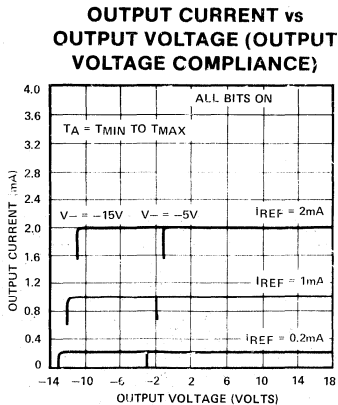 OUTPUT CURRENT vs
OUTPUT VOLTAGE (OUTPUT
VOLTAGE COMPLIANCE)
4.0
3.6
3.2
2.8
2.4
2.0
1.6
1.2
0.8
0.4
0
OUTPUT CURRENT (mA)
ALL BITS ON
TA = TMIN TO TMAX
V– = –15V
V– = –5V
IREF = 2mA
IREF = 1mA
IREF = 0.2mA
–14 –10 –6 –2 2 6 10 14 18
OUTPUT VOLTAGE (VOLTS)